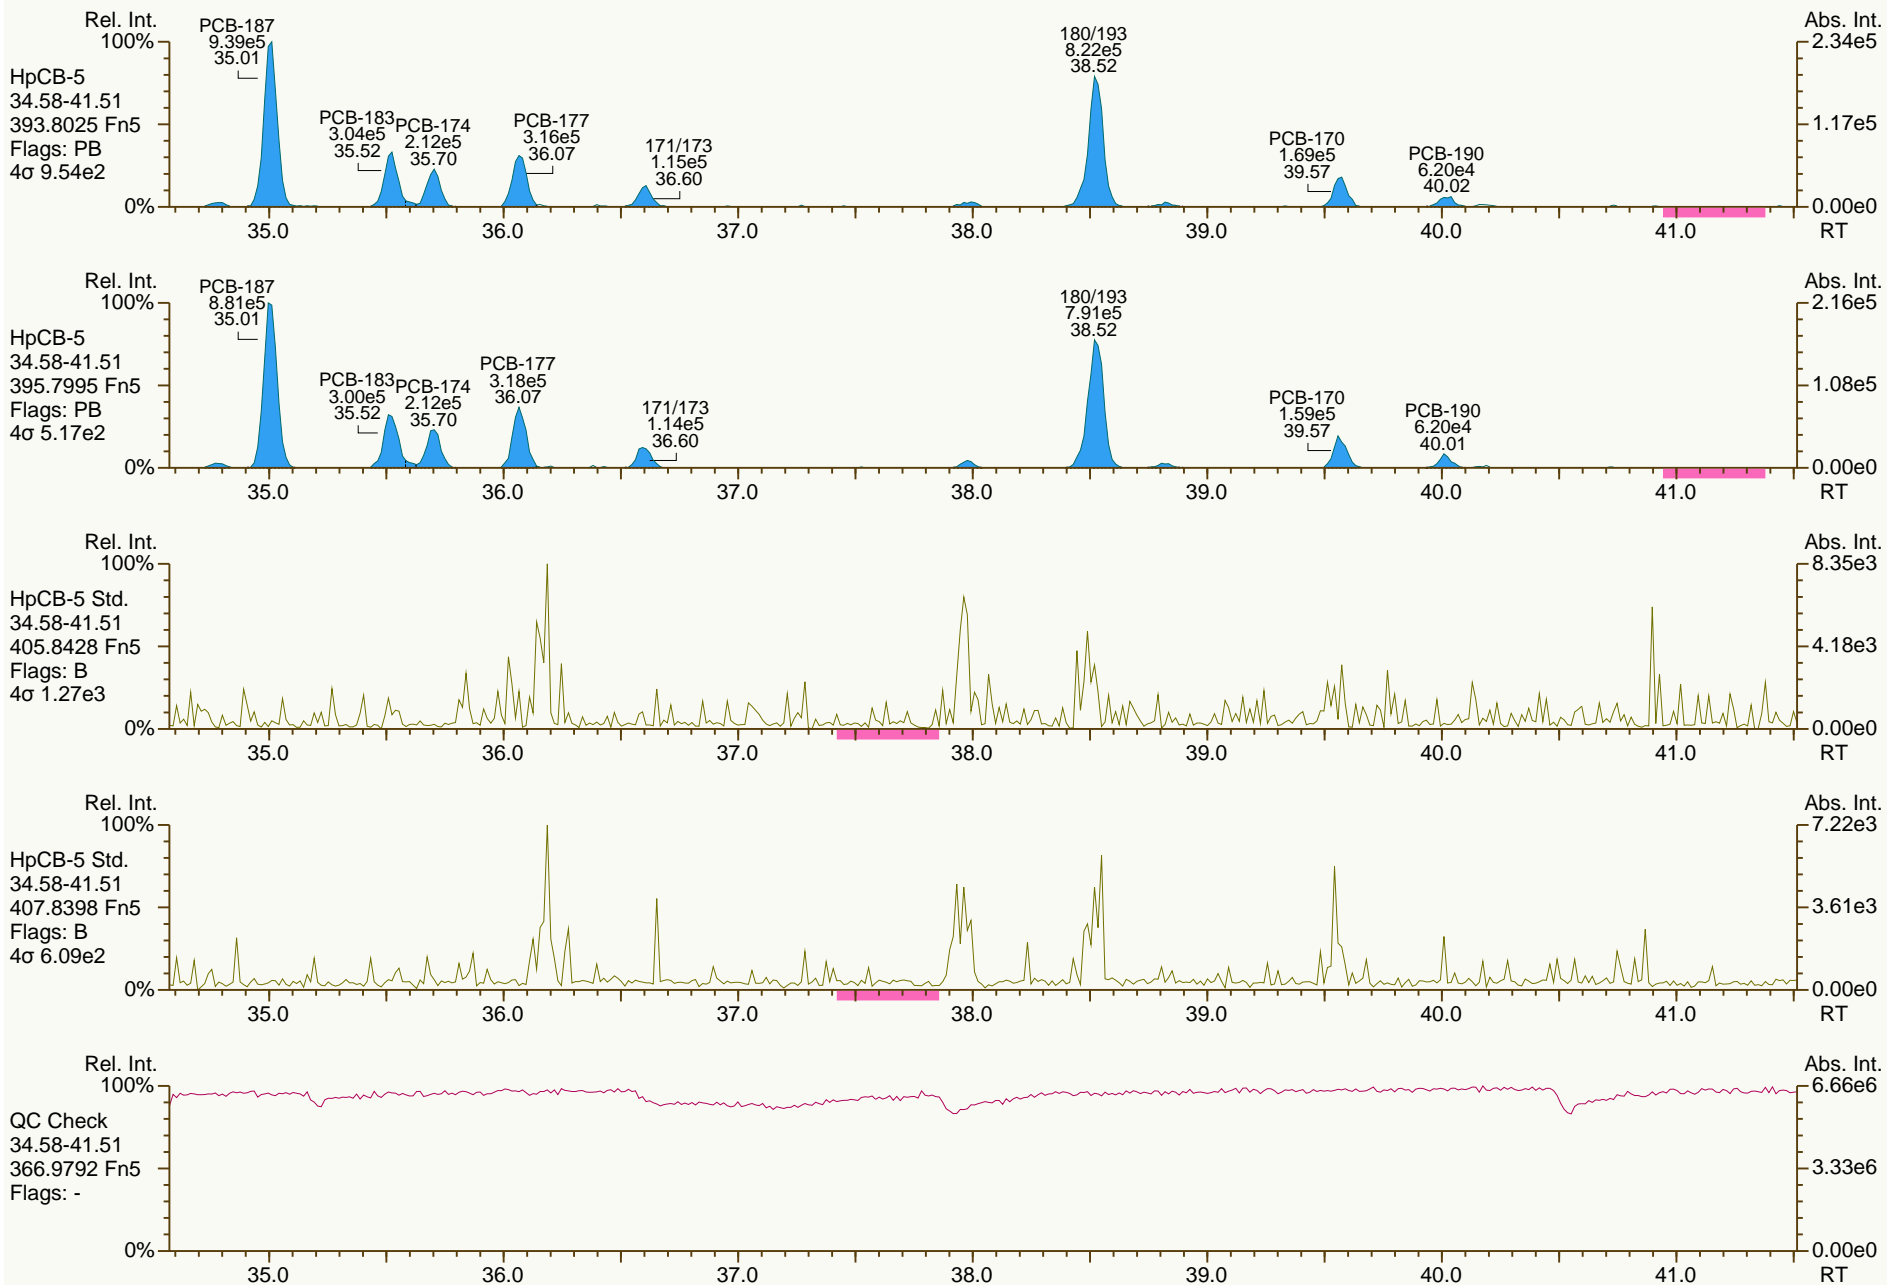 Rel. Int.
Abs. Int.
HpCB-5
34.58-41.51
393.8025 Fn5
Flags: PB
4σ 9.54e2
100%
50%
0%
PCB-187
9.39e5
35.01
PCB-183
3.04e5
35.52
PCB-174
2.12e5
35.70
PCB-177
3.16e5
36.07
171/173
1.15e5
36.60
180/193
8.22e5
38.52
PCB-170
1.69e5
39.57
PCB-190
6.20e4
40.02
2.34e5
1.17e5
0.00e0
35.0 36.0 37.0 38.0 39.0 40.0 41.0 RT
Rel. Int.
Abs. Int.
HpCB-5
34.58-41.51
395.7995 Fn5
Flags: PB
4σ 5.17e2
100%
50%
0%
PCB-187
8.81e5
35.01
PCB-183
3.00e5
35.52
PCB-174
2.12e5
35.70
PCB-177
3.18e5
36.07
171/173
1.14e5
36.60
180/193
7.91e5
38.52
PCB-170
1.59e5
39.57
PCB-190
6.20e4
40.01
2.16e5
1.08e5
0.00e0
35.0 36.0 37.0 38.0 39.0 40.0 41.0 RT
Rel. Int.
Abs. Int.
HpCB-5 Std.
34.58-41.51
405.8428 Fn5
Flags: B
4σ 1.27e3
100%
50%
0%
8.35e3
4.18e3
0.00e0
35.0 36.0 37.0 38.0 39.0 40.0 41.0 RT
Rel. Int.
Abs. Int.
HpCB-5 Std.
34.58-41.51
407.8398 Fn5
Flags: B
4σ 6.09e2
100%
50%
0%
7.22e3
3.61e3
0.00e0
35.0 36.0 37.0 38.0 39.0 40.0 41.0 RT
Rel. Int.
Abs. Int.
QC Check
34.58-41.51
366.9792 Fn5
Flags: -
100%
50%
0%
6.66e6
3.33e6
0.00e0
35.0 36.0 37.0 38.0 39.0 40.0 41.0 RT